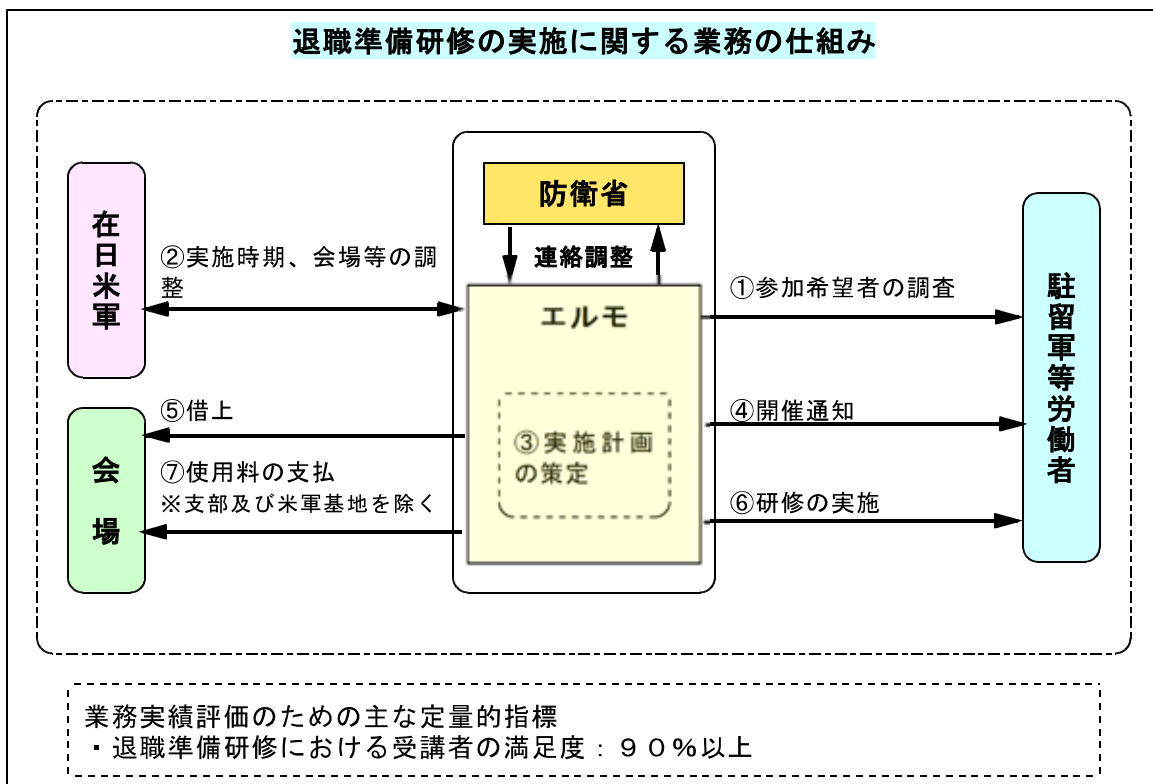 退職準備研修の実施に関する業務の仕組み
防衛省
連絡調整
在日米軍
②実施時期、会場等の調
整
エルモ
①参加希望者の調査
駐留軍等労働者
⑤借上
③実施計画
の策定
④開催通知
会場
⑦使用料の支払
※支部及び米軍基地を除く
⑥研修の実施
業務実績評価のための主な定量的指標
・退職準備研修における受講者の満足度：９０％以上